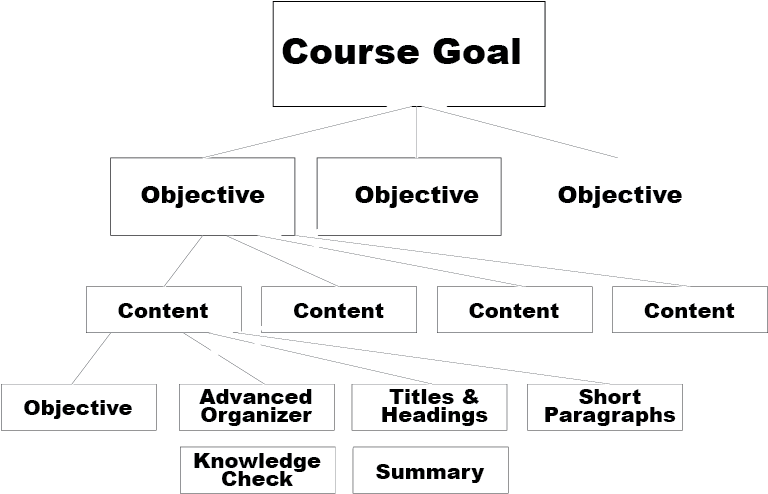 Course Goal
Objective
Objective
Objective
Content
Content
Content
Content
Objective
Advanced
Organizer
Titles &
Headings
Short
Paragraphs
Knowledge
Check
Summary